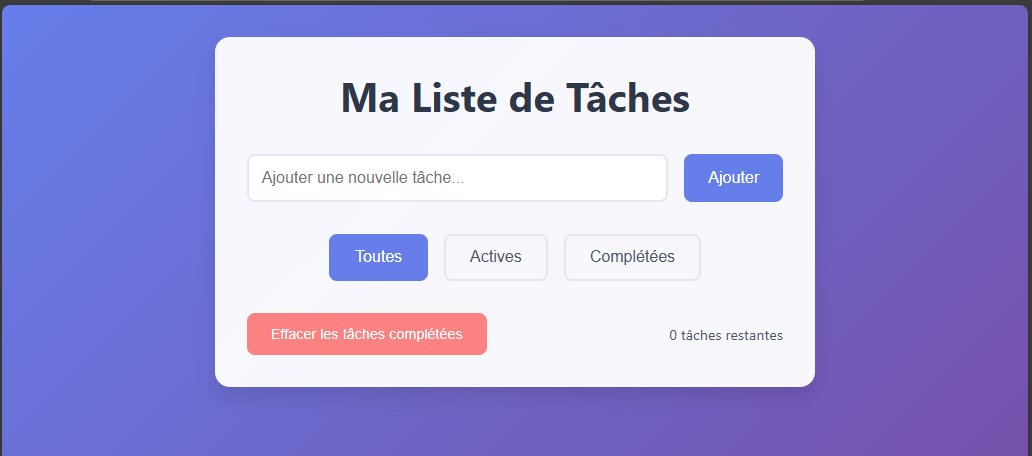 Ma Liste de Tâches
Ajouter une nouvelle tâche...
Ajouter
Toutes
Actives
Complétées
Effacer les tâches complétées
0 tâches restantes